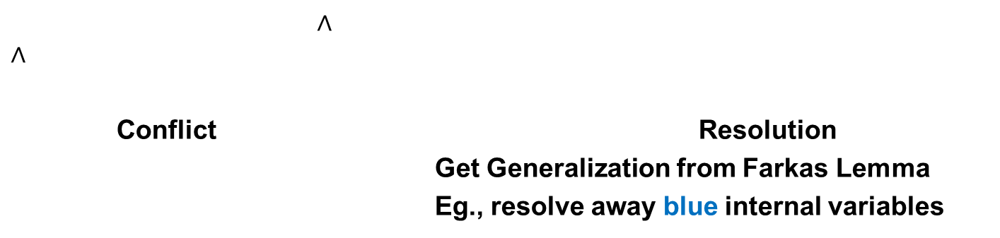 ∧
∧
Conflict Resolution
Get Generalization from Farkas Lemma
Eg., resolve away blue internal variables